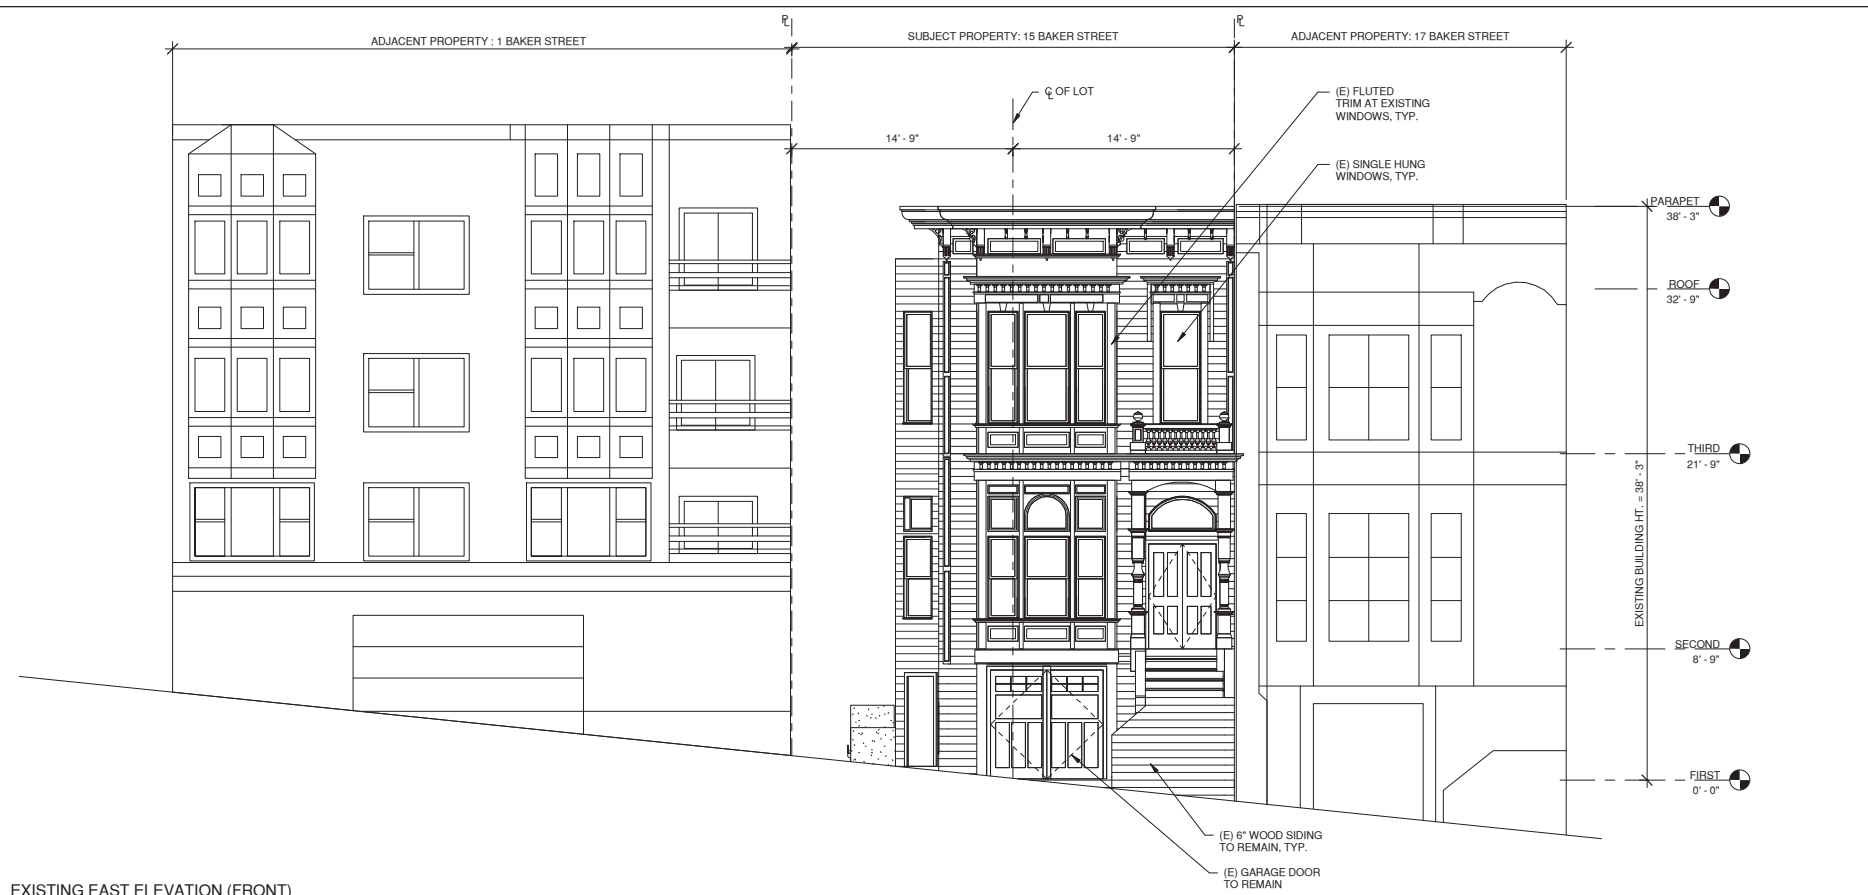 ADJACENT PROPERTY : 1 BAKER STREET
SUBJECT PROPERTY: 15 BAKER STREET
ADJACENT PROPERTY: 17 BAKER STREET
PL
PL
CL OF LOT
14' - 9"
14' - 9"
(E) FLUTED
TRIM AT EXISTING
WINDOWS, TYP.
(E) SINGLE HUNG
WINDOWS, TYP.
PARAPET
38' - 3"
ROOF
32' - 9"
THIRD
21' - 9"
EXISTING BUILDING HT. = 38' - 3"
SECOND
8' - 9"
FIRST
0' - 0"
(E) 6" WOOD SIDING
TO REMAIN, TYP.
(E) GARAGE DOOR
TO REMAIN
EXISTING EAST ELEVATION (FRONT)